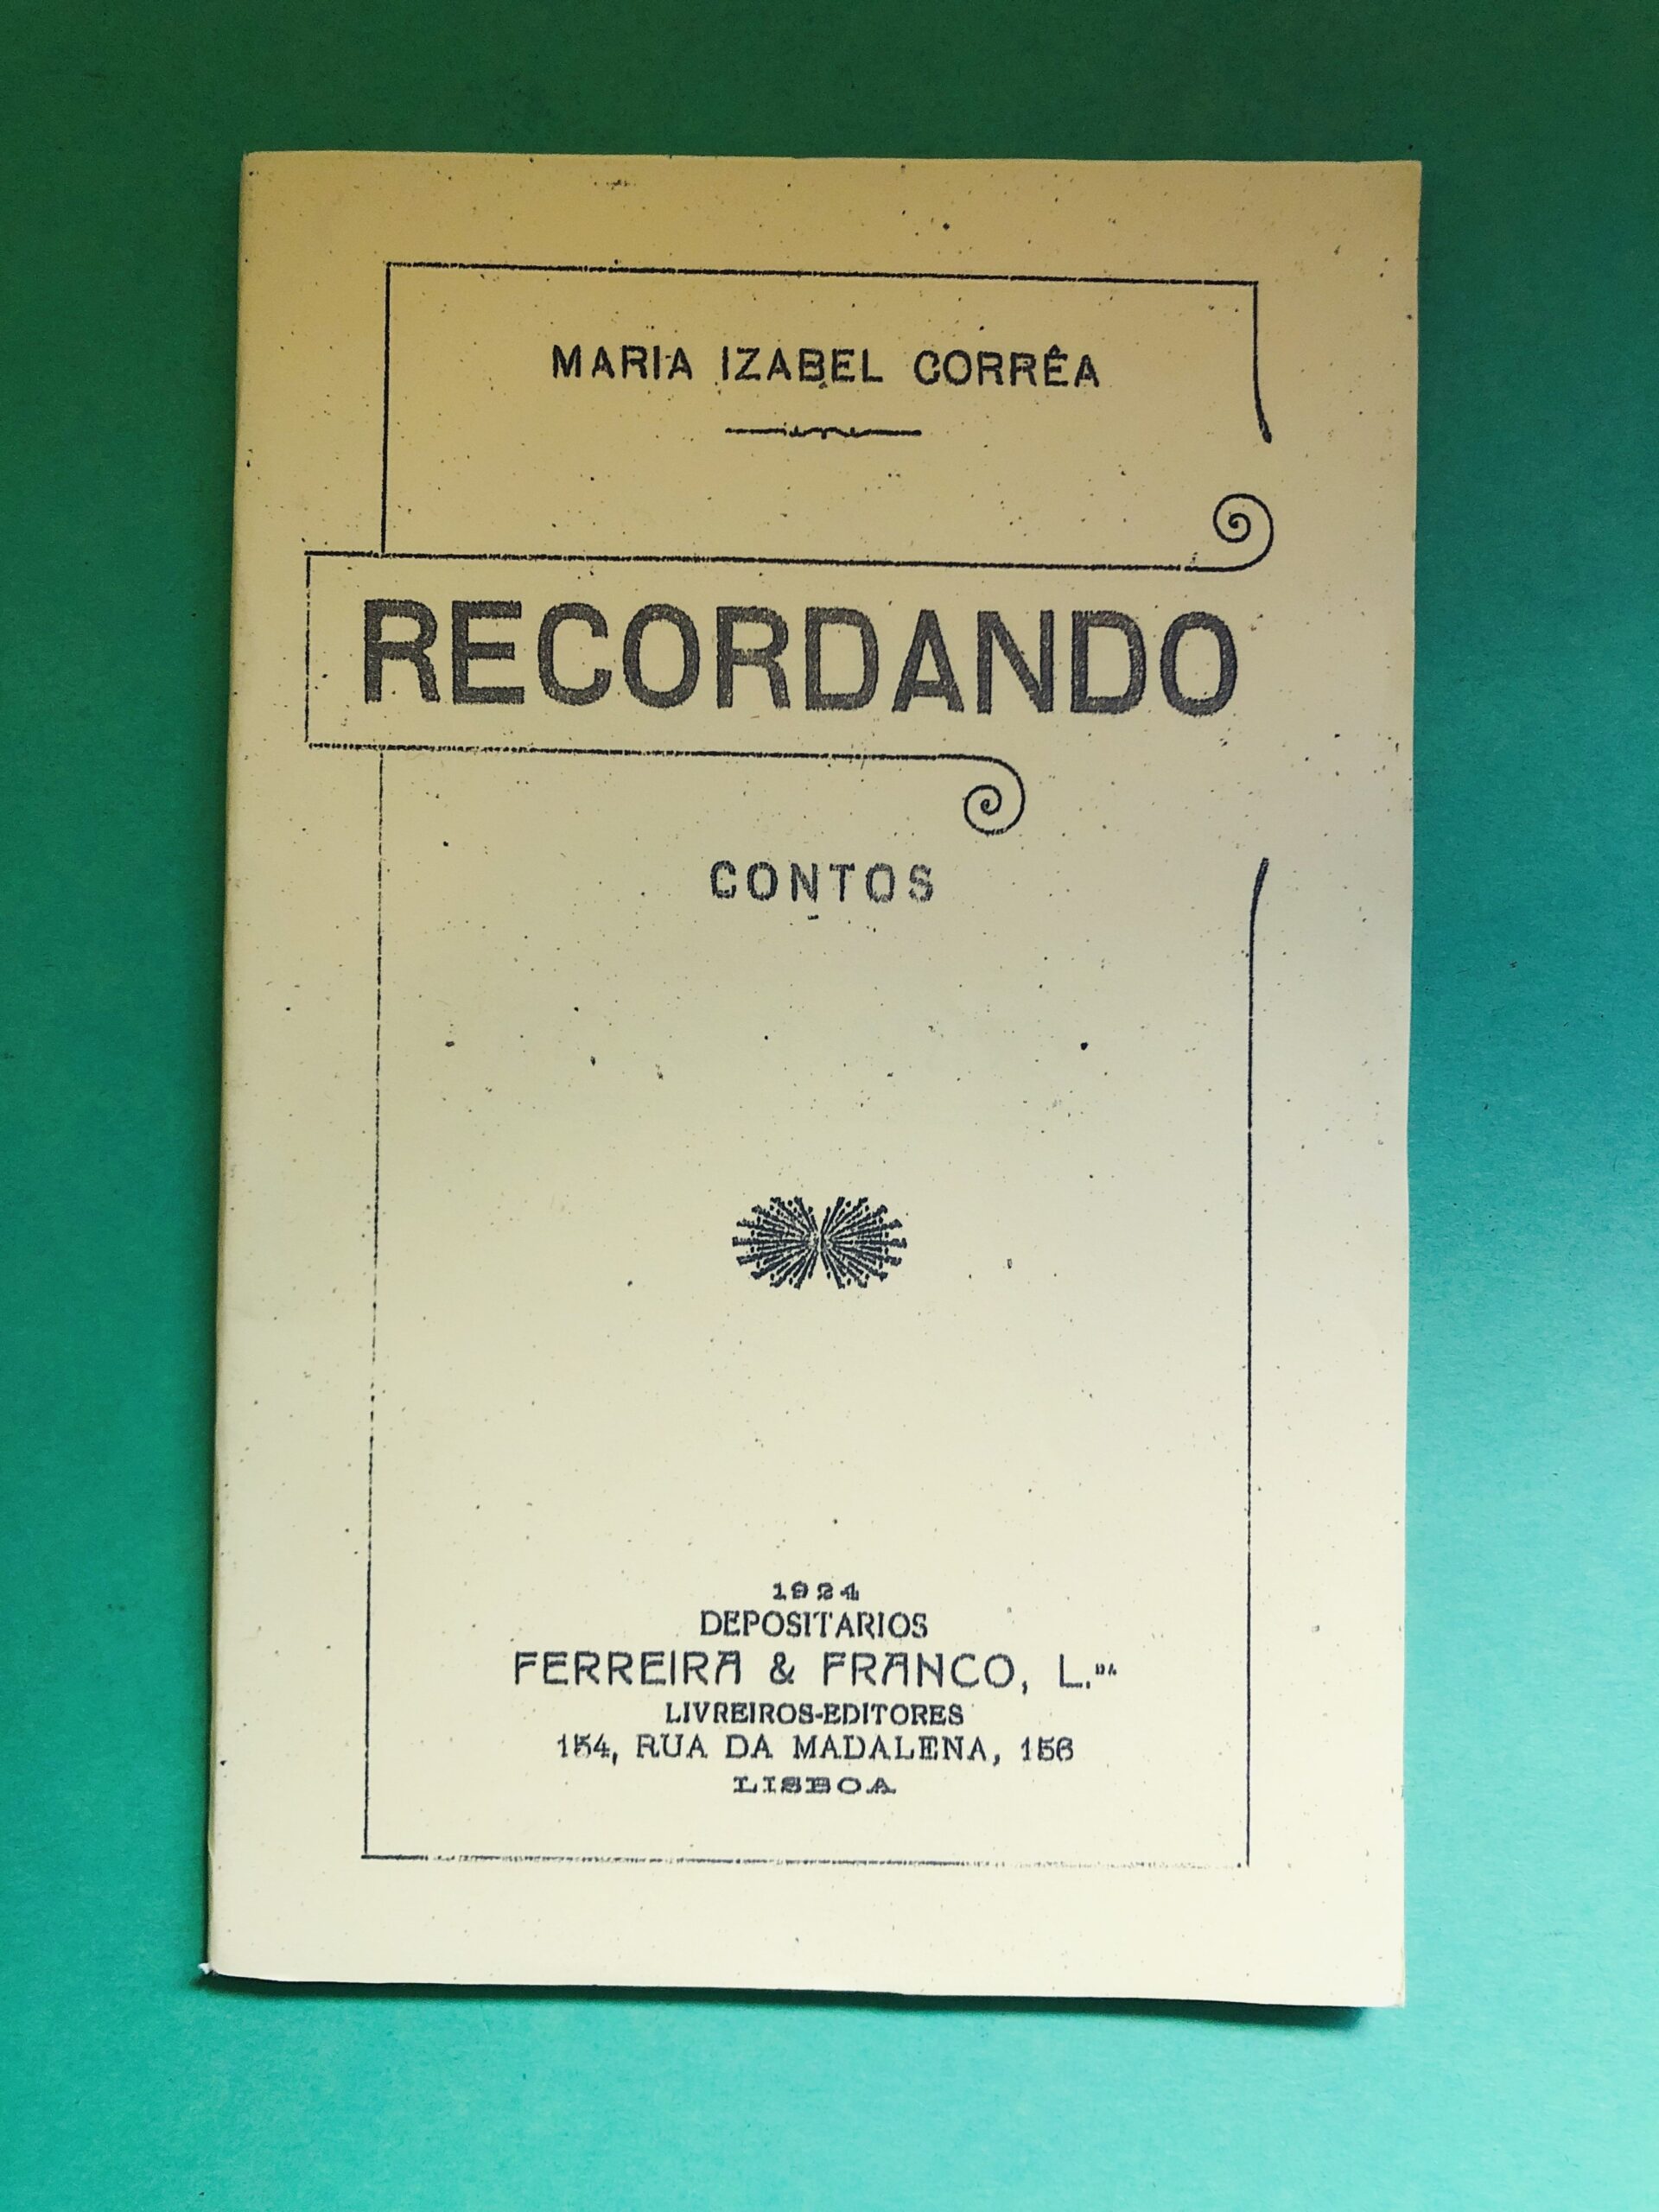 MARIA IZABEL CORRÊA
RECORDANDO
CONTOS
1924
DEPOSITARIOS
FERREIRA & FRANCO, L.DA
LIVREIROS-EDITORES
154, RUA DA MADALENA, 156
LISBOA